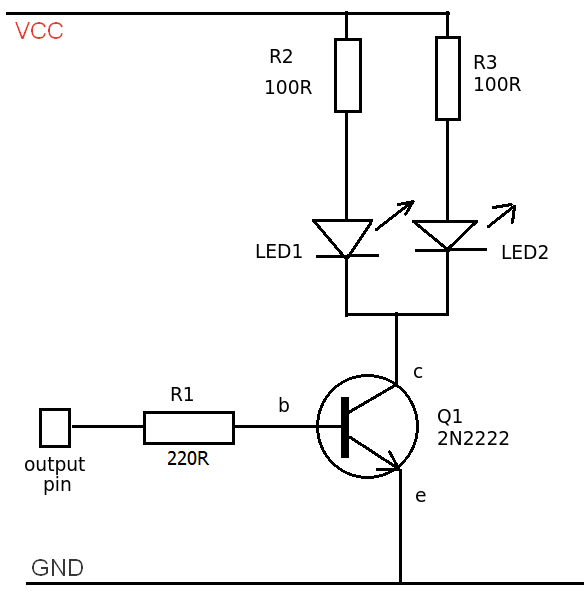 VCC
R2
100R
R3
100R
LED1
LED2
c
R1
b
Q1
2N2222
220R
output
pin
e
GND